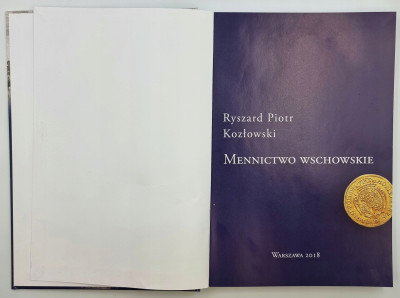 Ryszard Piotr
Kozłowski
Mennictwo wschowskie
Warszawa 2018